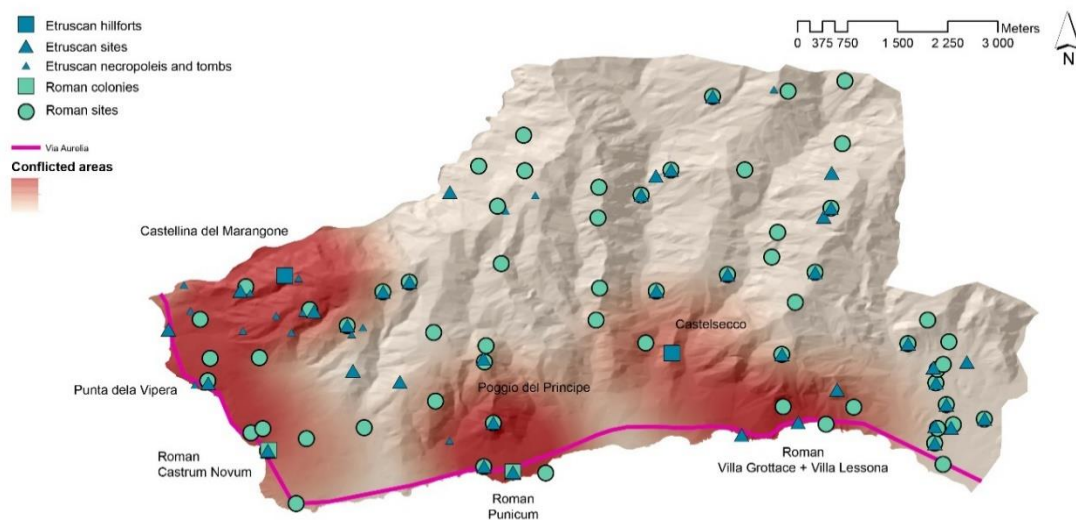 Etruscan hillforts
Etruscan sites
Etruscan necropoleis and tombs
Roman colonies
Roman sites
Via Aurelia
Conflicted areas
Meters
0 375 750 1 500 2 250 3 000
N
Castellina del Marangone
Castelsecco
Punta dela Vipera
Poggio del Principe
Roman
Castrum Novum
Roman
Punicum
Roman
Villa Grottace + Villa Lessona